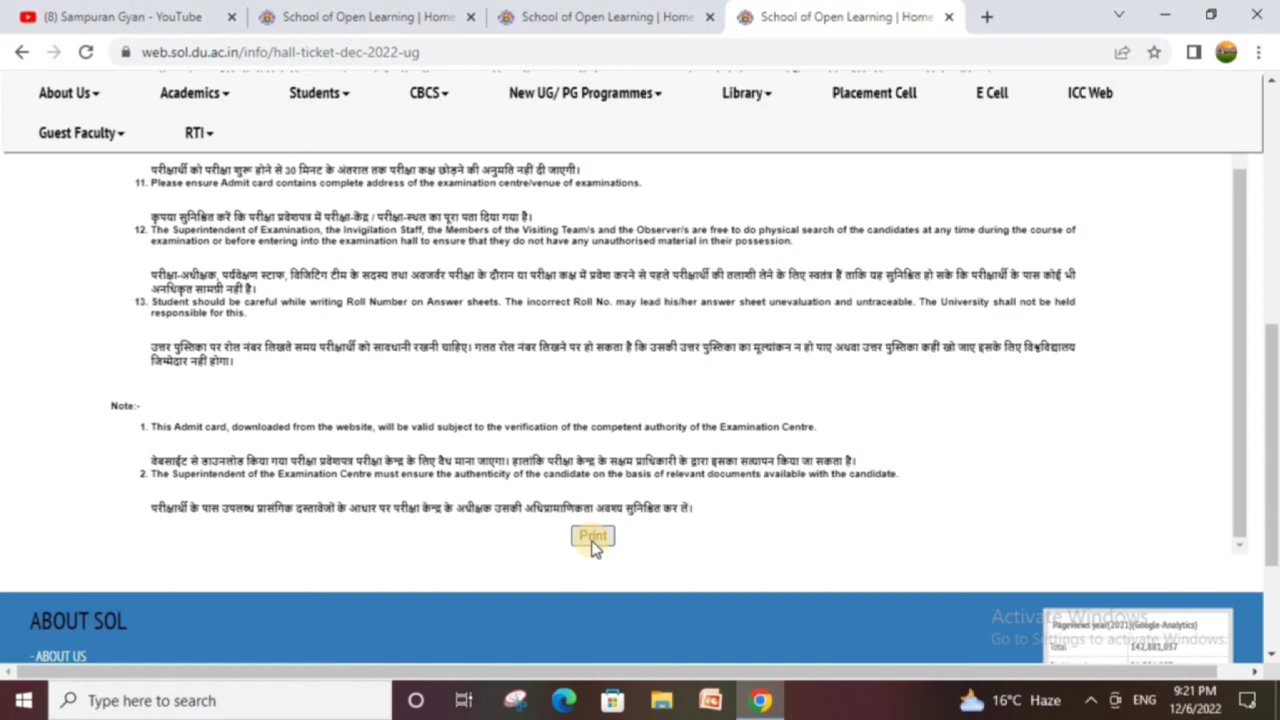 (8) Sampuran Gyan - YouTube
School of Open Learning | Home
School of Open Learning | Home
School of Open Learning | Home
web.sol.du.ac.in/info/hall-ticket-dec-2022-ug
About Us
Academics
Students
CBCS
New UG/ PG Programmes
Library
Placement Cell
E Cell
ICC Web
Guest Faculty
RTI
परीक्षार्थी को परीक्षा शुरू होने से 30 मिनट के अंतराल तक परीक्षा कक्ष छोड़ने की अनुमति नहीं दी जाएगी।
11. Please ensure Admit card contains complete address of the examination centre/venue of examinations.
कृपया सुनिश्चित करें कि परीक्षा प्रवेशपत्र में परीक्षा-केंद्र / परीक्षा-स्थल का पूरा पता दिया गया है।
12. The Superintendent of Examination, the Invigilation Staff, the Members of the Visiting Team/s and the Observer/s are free to do physical search of the candidates at any time during the course of
examination or before entering into the examination hall to ensure that they do not have any unauthorised material in their possession.
परीक्षा-अधीक्षक, पर्यवेक्षण स्टाफ, विजिटिंग टीम के सदस्य तथा अवजर्वर परीक्षा के दौरान या परीक्षा कक्ष में प्रवेश करने से पहले परीक्षार्थी की तलाशी लेने के लिए स्वतंत्र हैं ताकि यह सुनिश्चित हो सके कि परीक्षार्थी के पास कोई भी
अनधिकृत सामग्री नहीं है।
13. Student should be careful while writing Roll Number on Answer sheets. The incorrect Roll No. may lead his/her answer sheet unevaluation and untraceable. The University shall not be held
responsible for this.
उत्तर पुस्तिका पर रोल नंबर लिखते समय परीक्षार्थी को सावधानी रखनी चाहिए। गलत रोल नंबर लिखने पर हो सकता है कि उसकी उत्तर पुस्तिका का मूल्यांकन न हो पाए अथवा उत्तर पुस्तिका कहीं खो जाए इसके लिए विश्वविद्यालय
जिम्मेदार नहीं होगा।
Note:-
1. This Admit card, downloaded from the website, will be valid subject to the verification of the competent authority of the Examination Centre.
वेबसाईट से डाउनलोड किया गया परीक्षा प्रवेशपत्र परीक्षा केन्द्र के लिए वैध माना जाएगा। हालांकि परीक्षा केन्द्र के सक्षम प्राधिकारी के द्वारा इसका सत्यापन किया जा सकता है।
2. The Superintendent of the Examination Centre must ensure the authenticity of the candidate on the basis of relevant documents available with the candidate.
परीक्षार्थी के पास उपलब्ध प्रासंगिक दस्तावेजों के आधार पर परीक्षा केन्द्र के अधीक्षक उसकी अधिप्रामाणिकता अवश्य सुनिश्चित कर लें।
Print
ABOUT SOL
- ABOUT US
Activate Windows
Go to Settings to activate Windows.
Pageviews year(2021)(Google-Analytics)
Total 142,881,057
Type here to search
16°C Haze
ENG
9:21 PM
12/6/2022